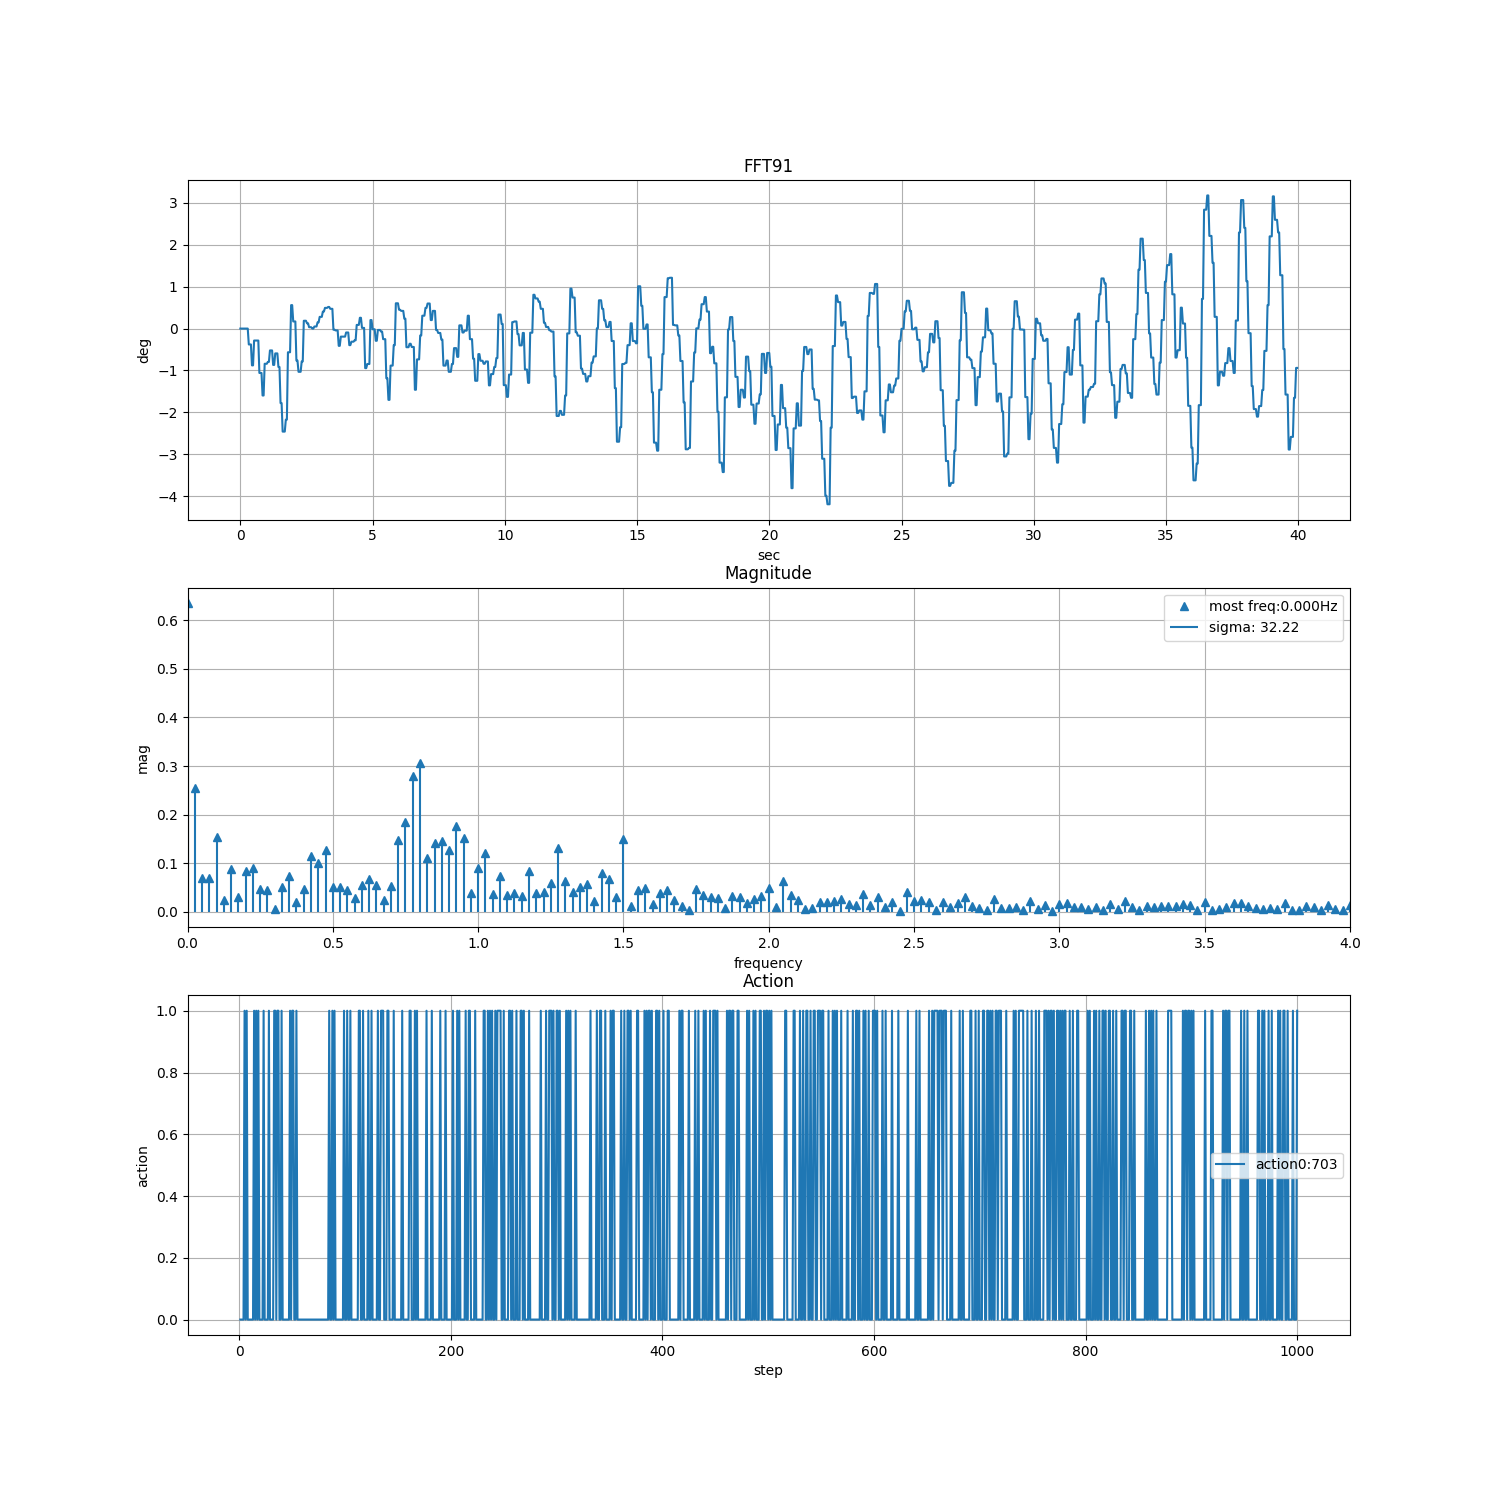 FFT91
3
2
1
0
−1
−2
−3
−4
deg
0 5 10 15 20 25 30 35 40
sec
Magnitude
0.6
0.5
0.4
0.3
0.2
0.1
0.0
mag
most freq:0.000Hz
sigma: 32.22
0.0 0.5 1.0 1.5 2.0 2.5 3.0 3.5 4.0
frequency
Action
1.0
0.8
0.6
0.4
0.2
0.0
action
action0:703
0 200 400 600 800 1000
step